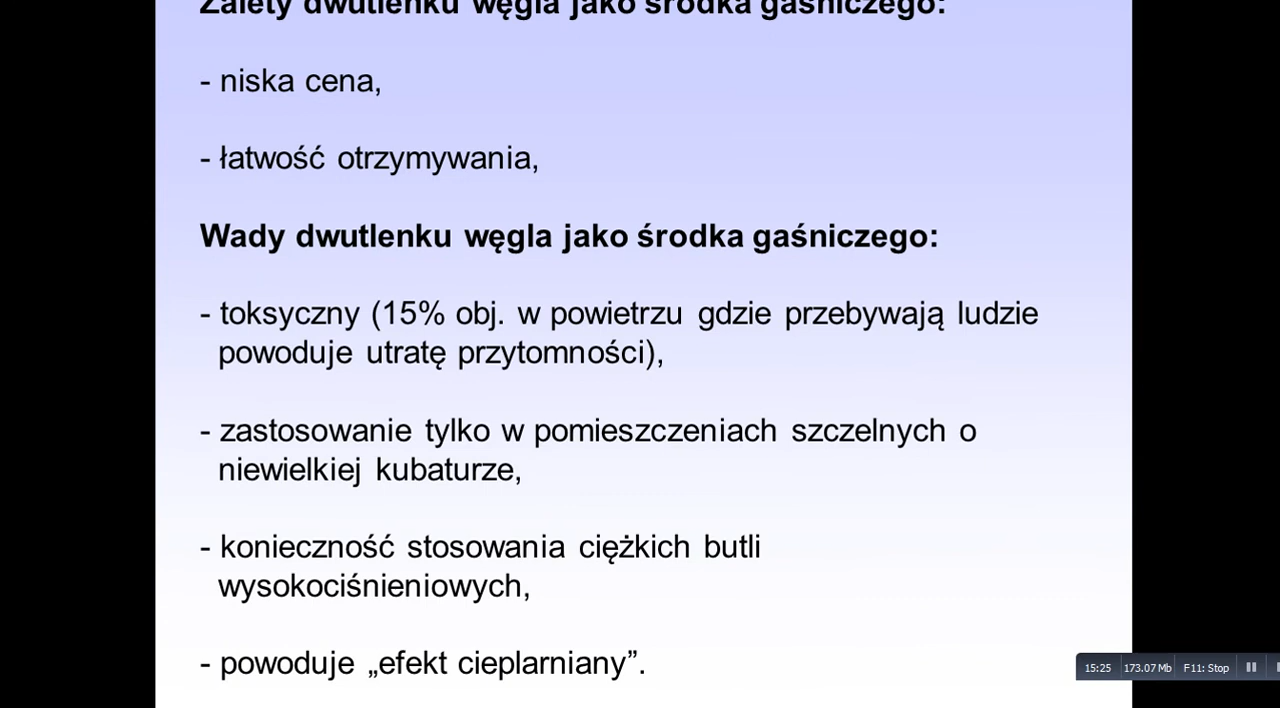 Zalety dwutlenku węgla jako środka gaśniczego:
- niska cena,
- łatwość otrzymywania,
Wady dwutlenku węgla jako środka gaśniczego:
- toksyczny (15% obj. w powietrzu gdzie przebywają ludzie
powoduje utratę przytomności),
- zastosowanie tylko w pomieszczeniach szczelnych o
niewielkiej kubaturze,
- konieczność stosowania ciężkich butli
wysokociśnieniowych,
- powoduje „efekt cieplarniany”.
15:25 173.07 Mb F11: Stop